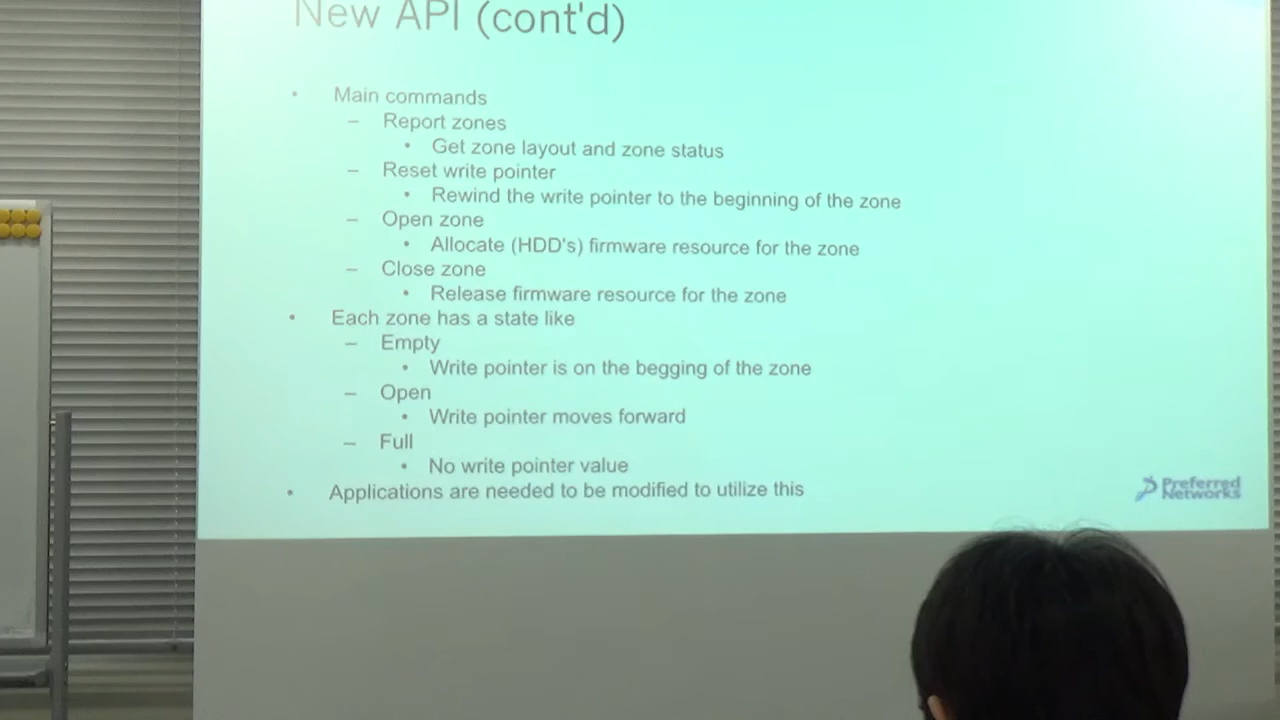 New API (cont'd)
• Main commands
– Report zones
• Get zone layout and zone status
– Reset write pointer
• Rewind the write pointer to the beginning of the zone
– Open zone
• Allocate (HDD's) firmware resource for the zone
– Close zone
• Release firmware resource for the zone
• Each zone has a state like
– Empty
• Write pointer is on the begging of the zone
– Open
• Write pointer moves forward
– Full
• No write pointer value
• Applications are needed to be modified to utilize this
Preferred
Networks